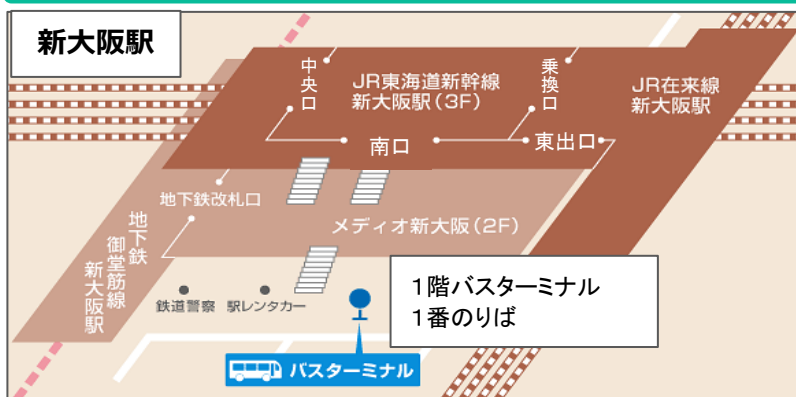 新大阪駅
中央口
JR東海道新幹線
新大阪駅(3F)
乗換口
JR在来線
新大阪駅
南口
東出口
地下鉄改札口
メディオ新大阪(2F)
地下鉄
御堂筋線
新大阪駅
鉄道警察
駅レンタカー
1階バスターミナル
1番のりば
バスターミナル